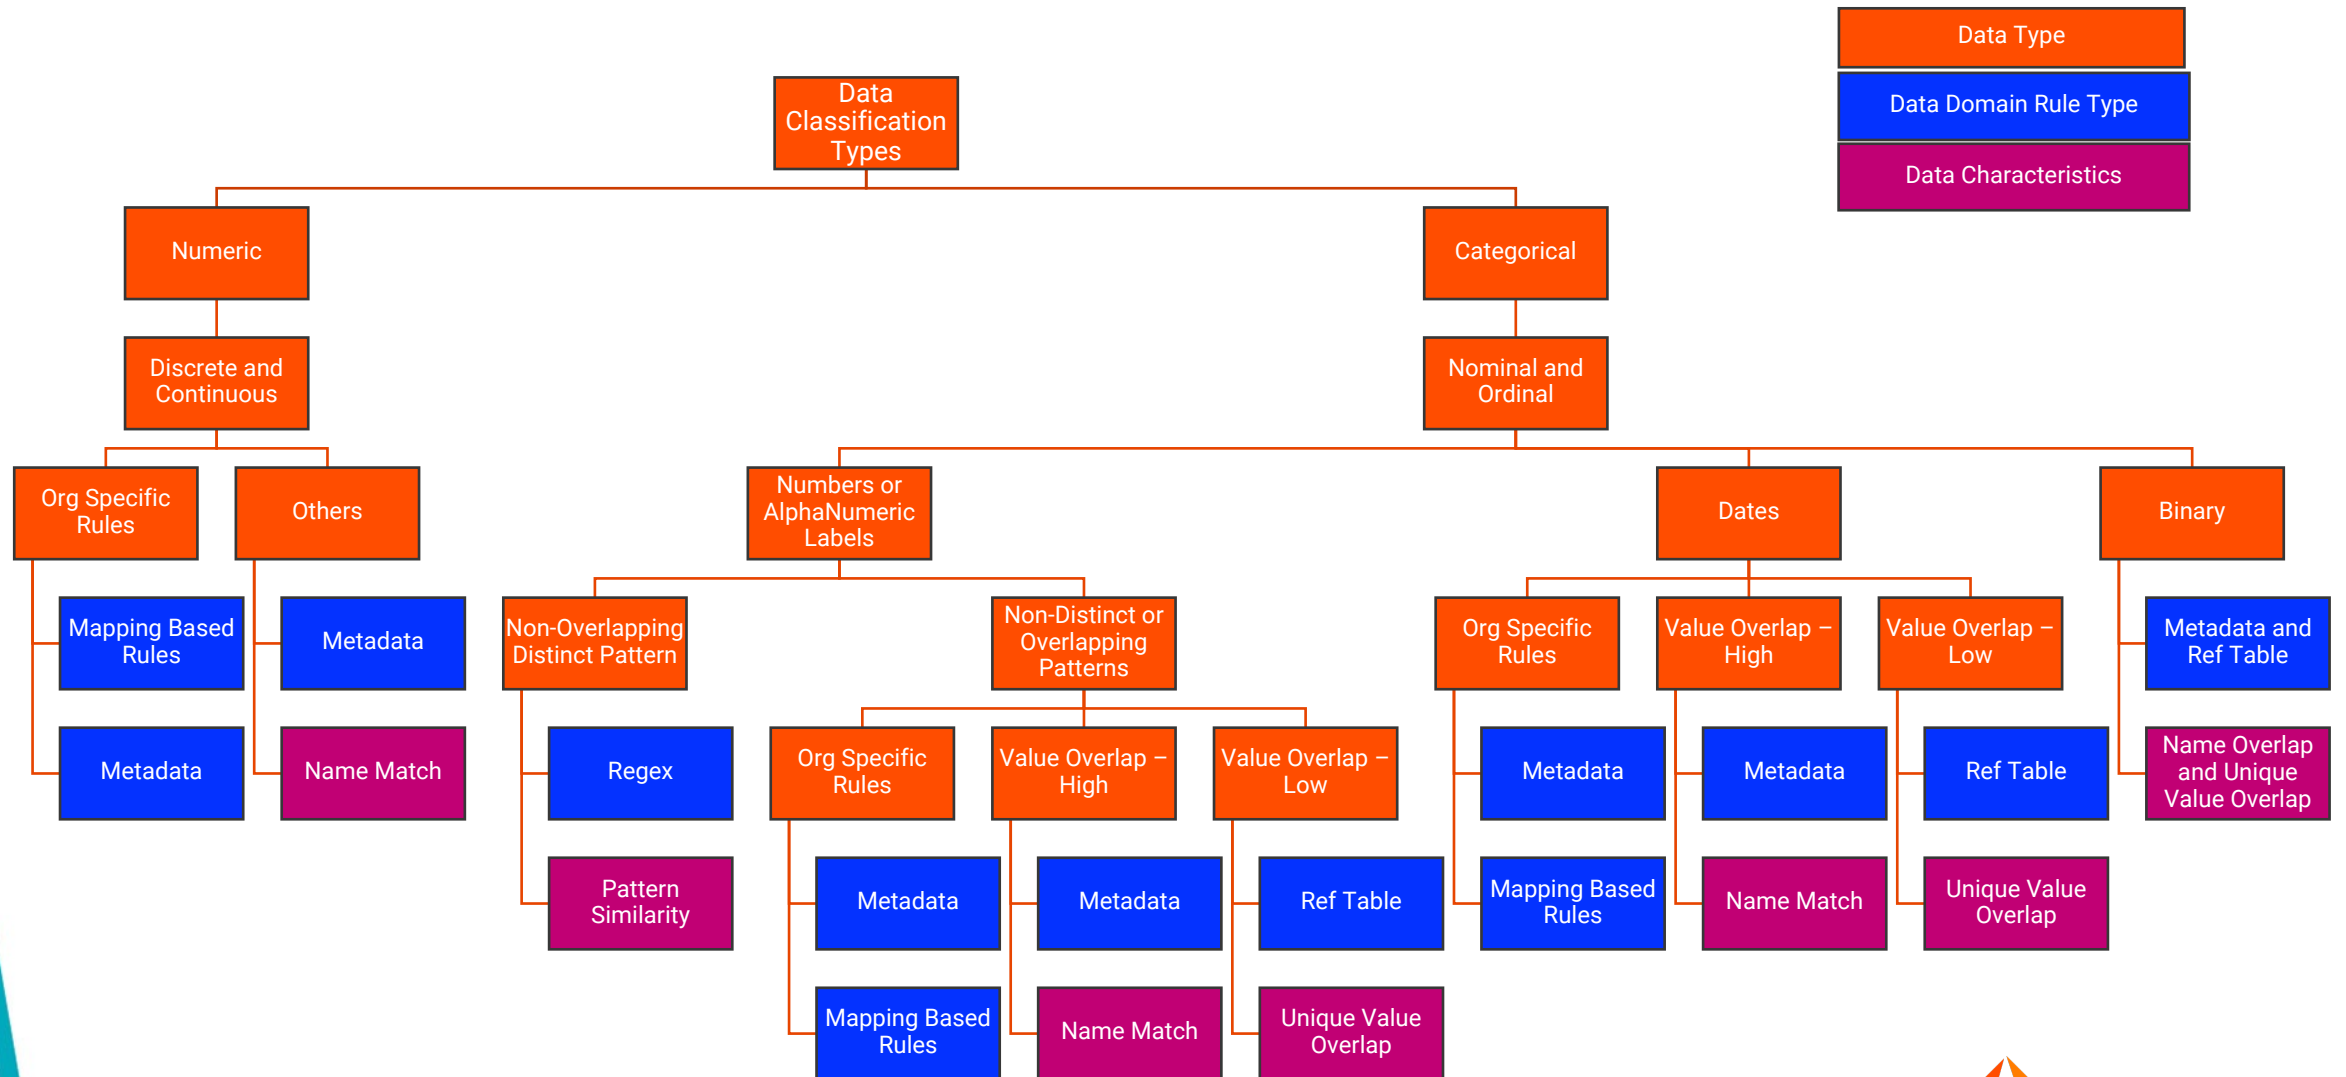 Data Type
Data Domain Rule Type
Data Characteristics
Data
Classification
Types
Numeric
Categorical
Discrete and
Continuous
Nominal and
Ordinal
Org Specific
Rules
Others
Numbers or
AlphaNumeric
Labels
Dates
Binary
Mapping Based
Rules
Metadata
Non-Overlapping
Distinct Pattern
Non-Distinct or
Overlapping
Patterns
Org Specific
Rules
Value Overlap –
High
Value Overlap –
Low
Metadata and
Ref Table
Metadata
Name Match
Regex
Org Specific
Rules
Value Overlap –
High
Value Overlap –
Low
Metadata
Metadata
Ref Table
Name Overlap
and Unique
Value Overlap
Pattern
Similarity
Metadata
Metadata
Ref Table
Mapping Based
Rules
Name Match
Unique Value
Overlap
Mapping Based
Rules
Name Match
Unique Value
Overlap